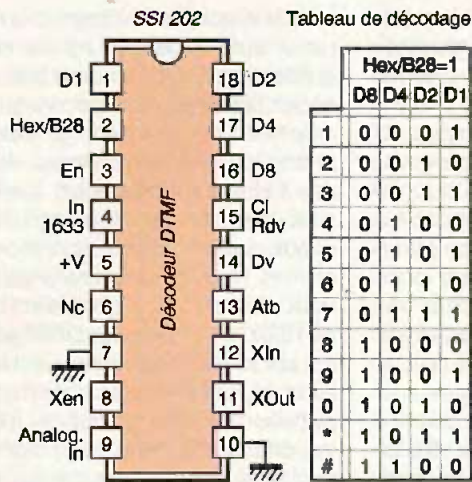 SSI 202
Tableau de décodage
D1 1
18 D2
Hex/B28 2
17 D4
En 3
16 D8
In
1633 4
15 Cl
Rdv
+V 5
14 Dv
Nc 6
13 Atb
7
12 XIn
Xen 8
11 XOut
Analog.
In 9
10
Décodeur DTMF
Hex/B28=1
D8 D4 D2 D1
1 0 0 0 1
2 0 0 1 0
3 0 0 1 1
4 0 1 0 0
5 0 1 0 1
6 0 1 1 0
7 0 1 1 1
8 1 0 0 0
9 1 0 0 1
0 1 0 1 0
* 1 0 1 1
# 1 1 0 0